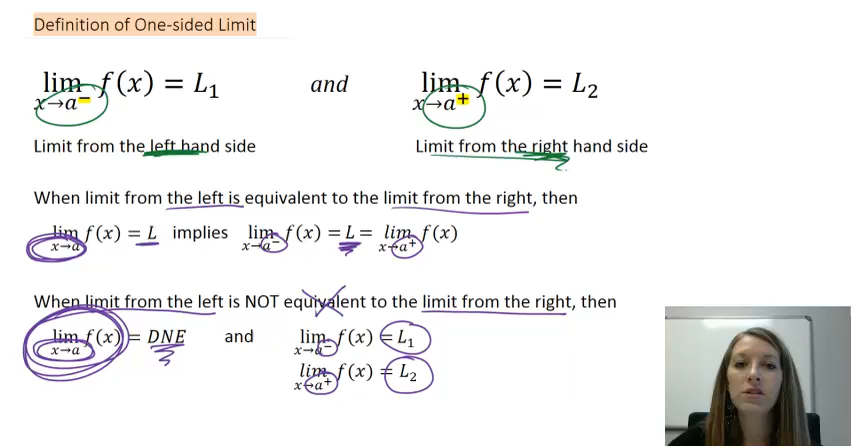 Definition of One-sided Limit
lim x→a⁻ f(x) = L₁ and lim x→a⁺ f(x) = L₂
Limit from the left hand side Limit from the right hand side
When limit from the left is equivalent to the limit from the right, then
lim x→a f(x) = L implies lim x→a⁻ f(x) = L = lim x→a⁺ f(x)
When limit from the left is NOT equivalent to the limit from the right, then
lim x→a f(x) = DNE and lim x→a⁻ f(x) = L₁
lim x→a⁺ f(x) = L₂